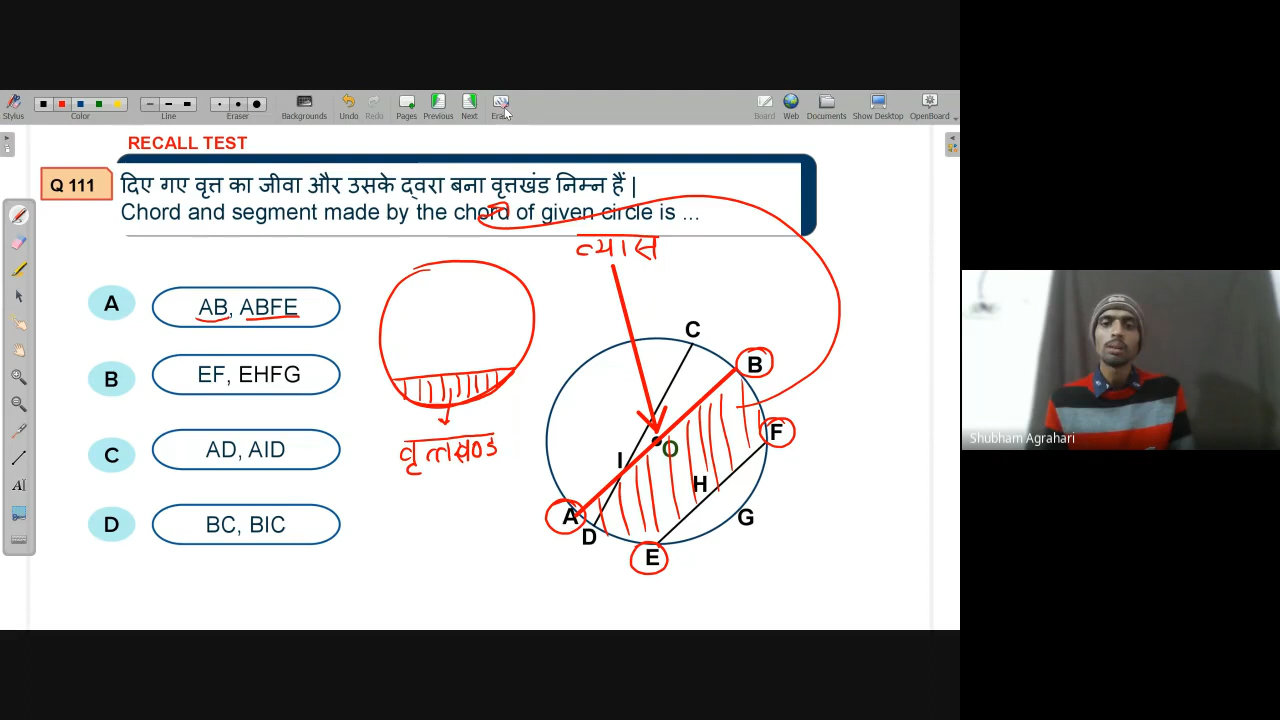 Stylus Color Line Eraser Backgrounds Undo Redo Pages Previous Next Board Web Documents Show Desktop OpenBoard
RECALL TEST
Q 111
दिए गए वृत्त का जीवा और उसके द्वरा बना वृत्तखंड निम्न हैं |
Chord and segment made by the chord of given circle is ...
व्यास
A AB, ABFE
B EF, EHFG
C AD, AID
D BC, BIC
वृत्तखण्ड
C
B
F
O
I
H
A
G
D
E
Shubham Agrahari